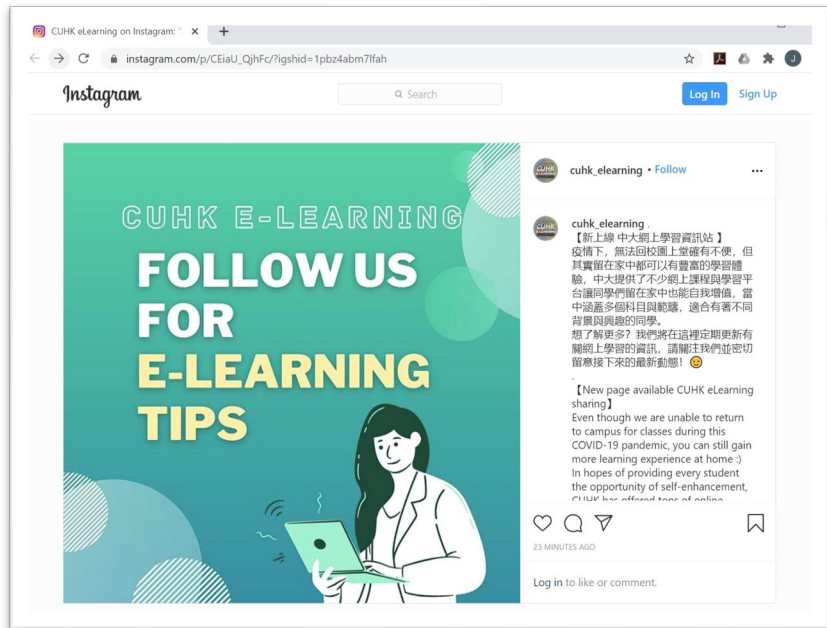 CUHK eLearning on Instagram: "
instagram.com/p/CEiaU_QjhFc/?igshid=1pbz4abm7lfah
J
Instagram
Search
Log In
Sign Up
CUHK E-LEARNING
FOLLOW US
FOR
E-LEARNING
TIPS
cuhk_elearning • Follow
cuhk_elearning .
【新上線 中大網上學習資訊站 】
疫情下，無法回校園上堂確有不便，但
其實留在家中都可以有豐富的學習體
驗，中大提供了不少網上課程與學習平
台讓同學們留在家中也能自我增值，當
中涵蓋多個科目與範疇，適合有著不同
背景與興趣的同學。
想了解更多？我們將在這裡定期更新有
關網上學習的資訊，請關注我們並密切
留意接下來的最新動態！😉
.
【New page available CUHK eLearning
sharing】
Even though we are unable to return
to campus for classes during this
COVID-19 pandemic, you can still gain
more learning experience at home :)
In hopes of providing every student
the opportunity of self-enhancement,
CUHK has offered tons of online
23 MINUTES AGO
Log in to like or comment.